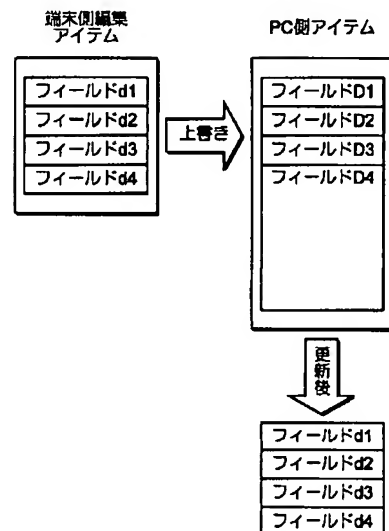 端末側編集
アイテム
フィールドd1
フィールドd2
フィールドd3
フィールドd4
上書き
PC側アイテム
フィールドD1
フィールドD2
フィールドD3
フィールドD4
更新後
フィールドd1
フィールドd2
フィールドd3
フィールドd4